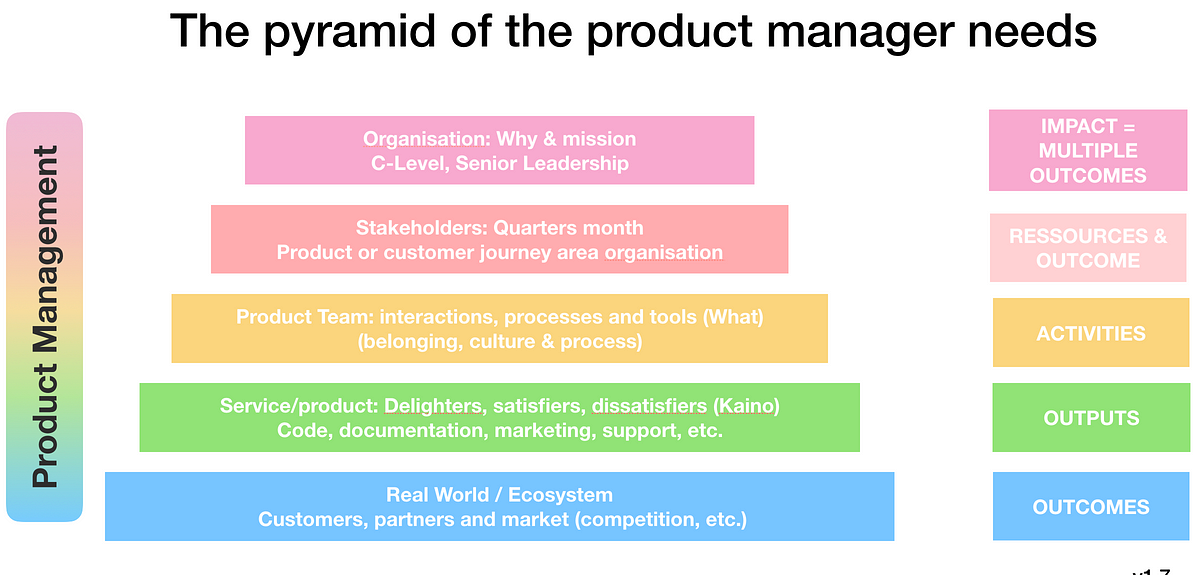 The pyramid of the product manager needs
Product Management
Organisation: Why & mission
C-Level, Senior Leadership
IMPACT =
MULTIPLE
OUTCOMES
Stakeholders: Quarters month
Product or customer journey area organisation
RESSOURCES &
OUTCOME
Product Team: interactions, processes and tools (What)
(belonging, culture & process)
ACTIVITIES
Service/product: Delighters, satisfiers, dissatisfiers (Kaino)
Code, documentation, marketing, support, etc.
OUTPUTS
Real World / Ecosystem
Customers, partners and market (competition, etc.)
OUTCOMES